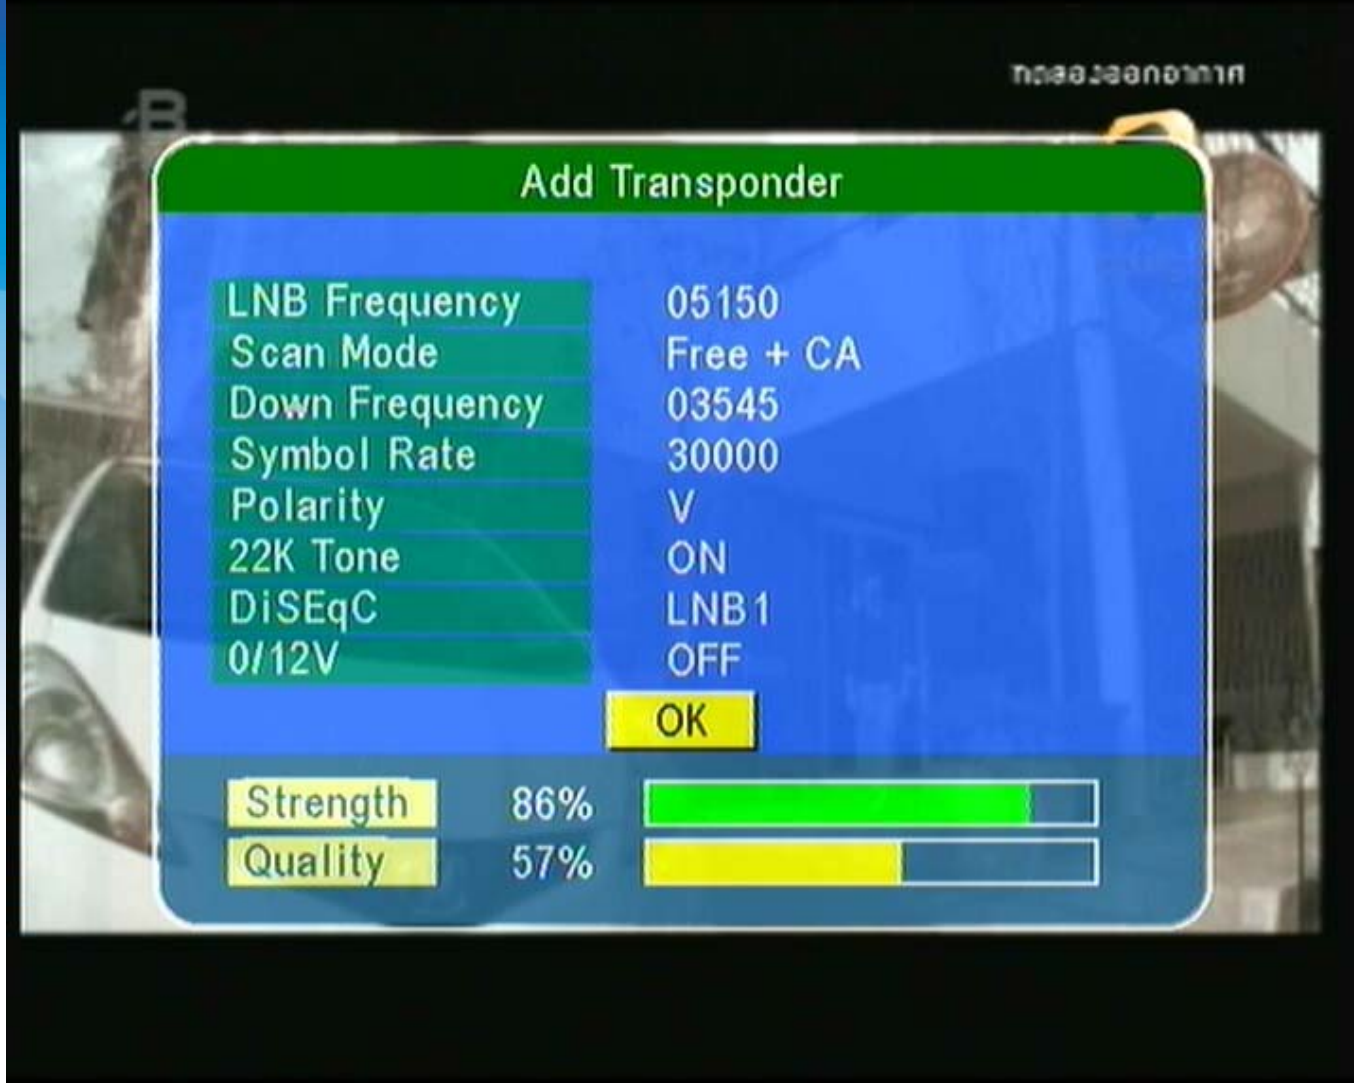 ทดลองออกอากาศ
B
Add Transponder
LNB Frequency 05150
Scan Mode Free + CA
Down Frequency 03545
Symbol Rate 30000
Polarity V
22K Tone ON
DiSEqC LNB1
0/12V OFF
OK
Strength 86%
Quality 57%